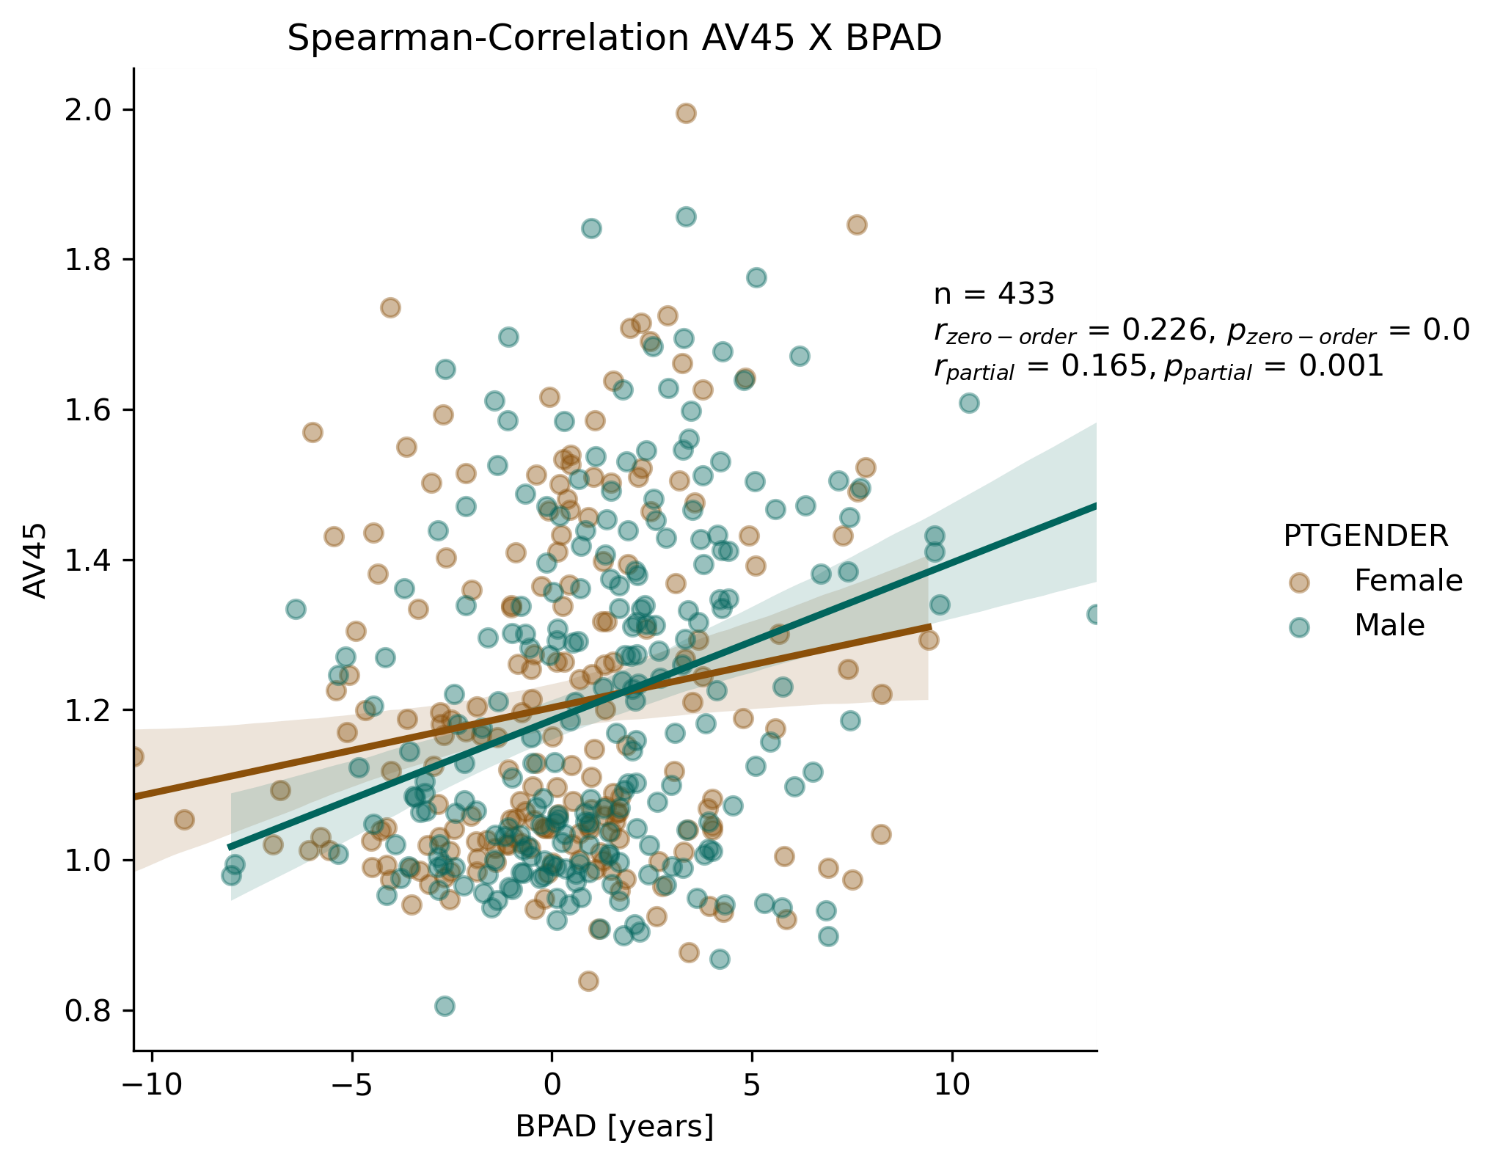 Spearman-Correlation AV45 X BPAD
2.0
1.8
1.6
1.4
1.2
1.0
0.8
AV45
n = 433
r_zero−order = 0.226, p_zero−order = 0.0
r_partial = 0.165, p_partial = 0.001
PTGENDER
Female
Male
−10
−5
0
5
10
BPAD [years]